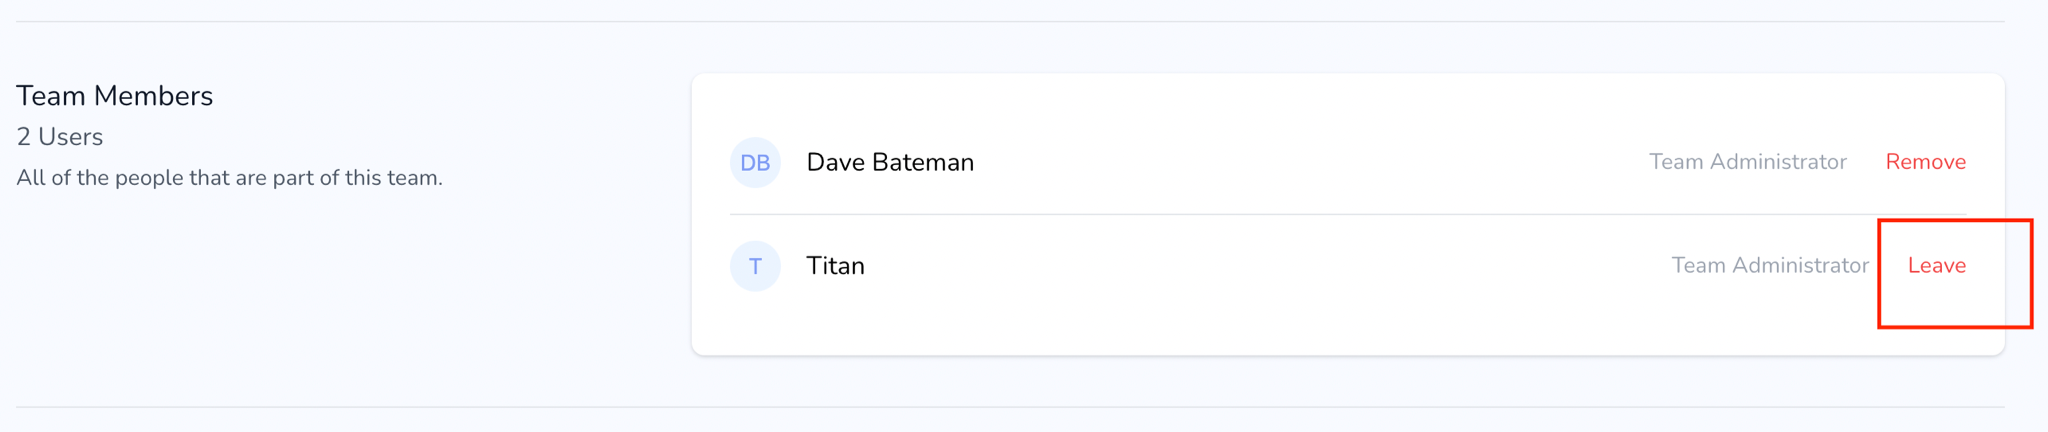 Team Members
2 Users
All of the people that are part of this team.
DB Dave Bateman Team Administrator Remove
T Titan Team Administrator Leave